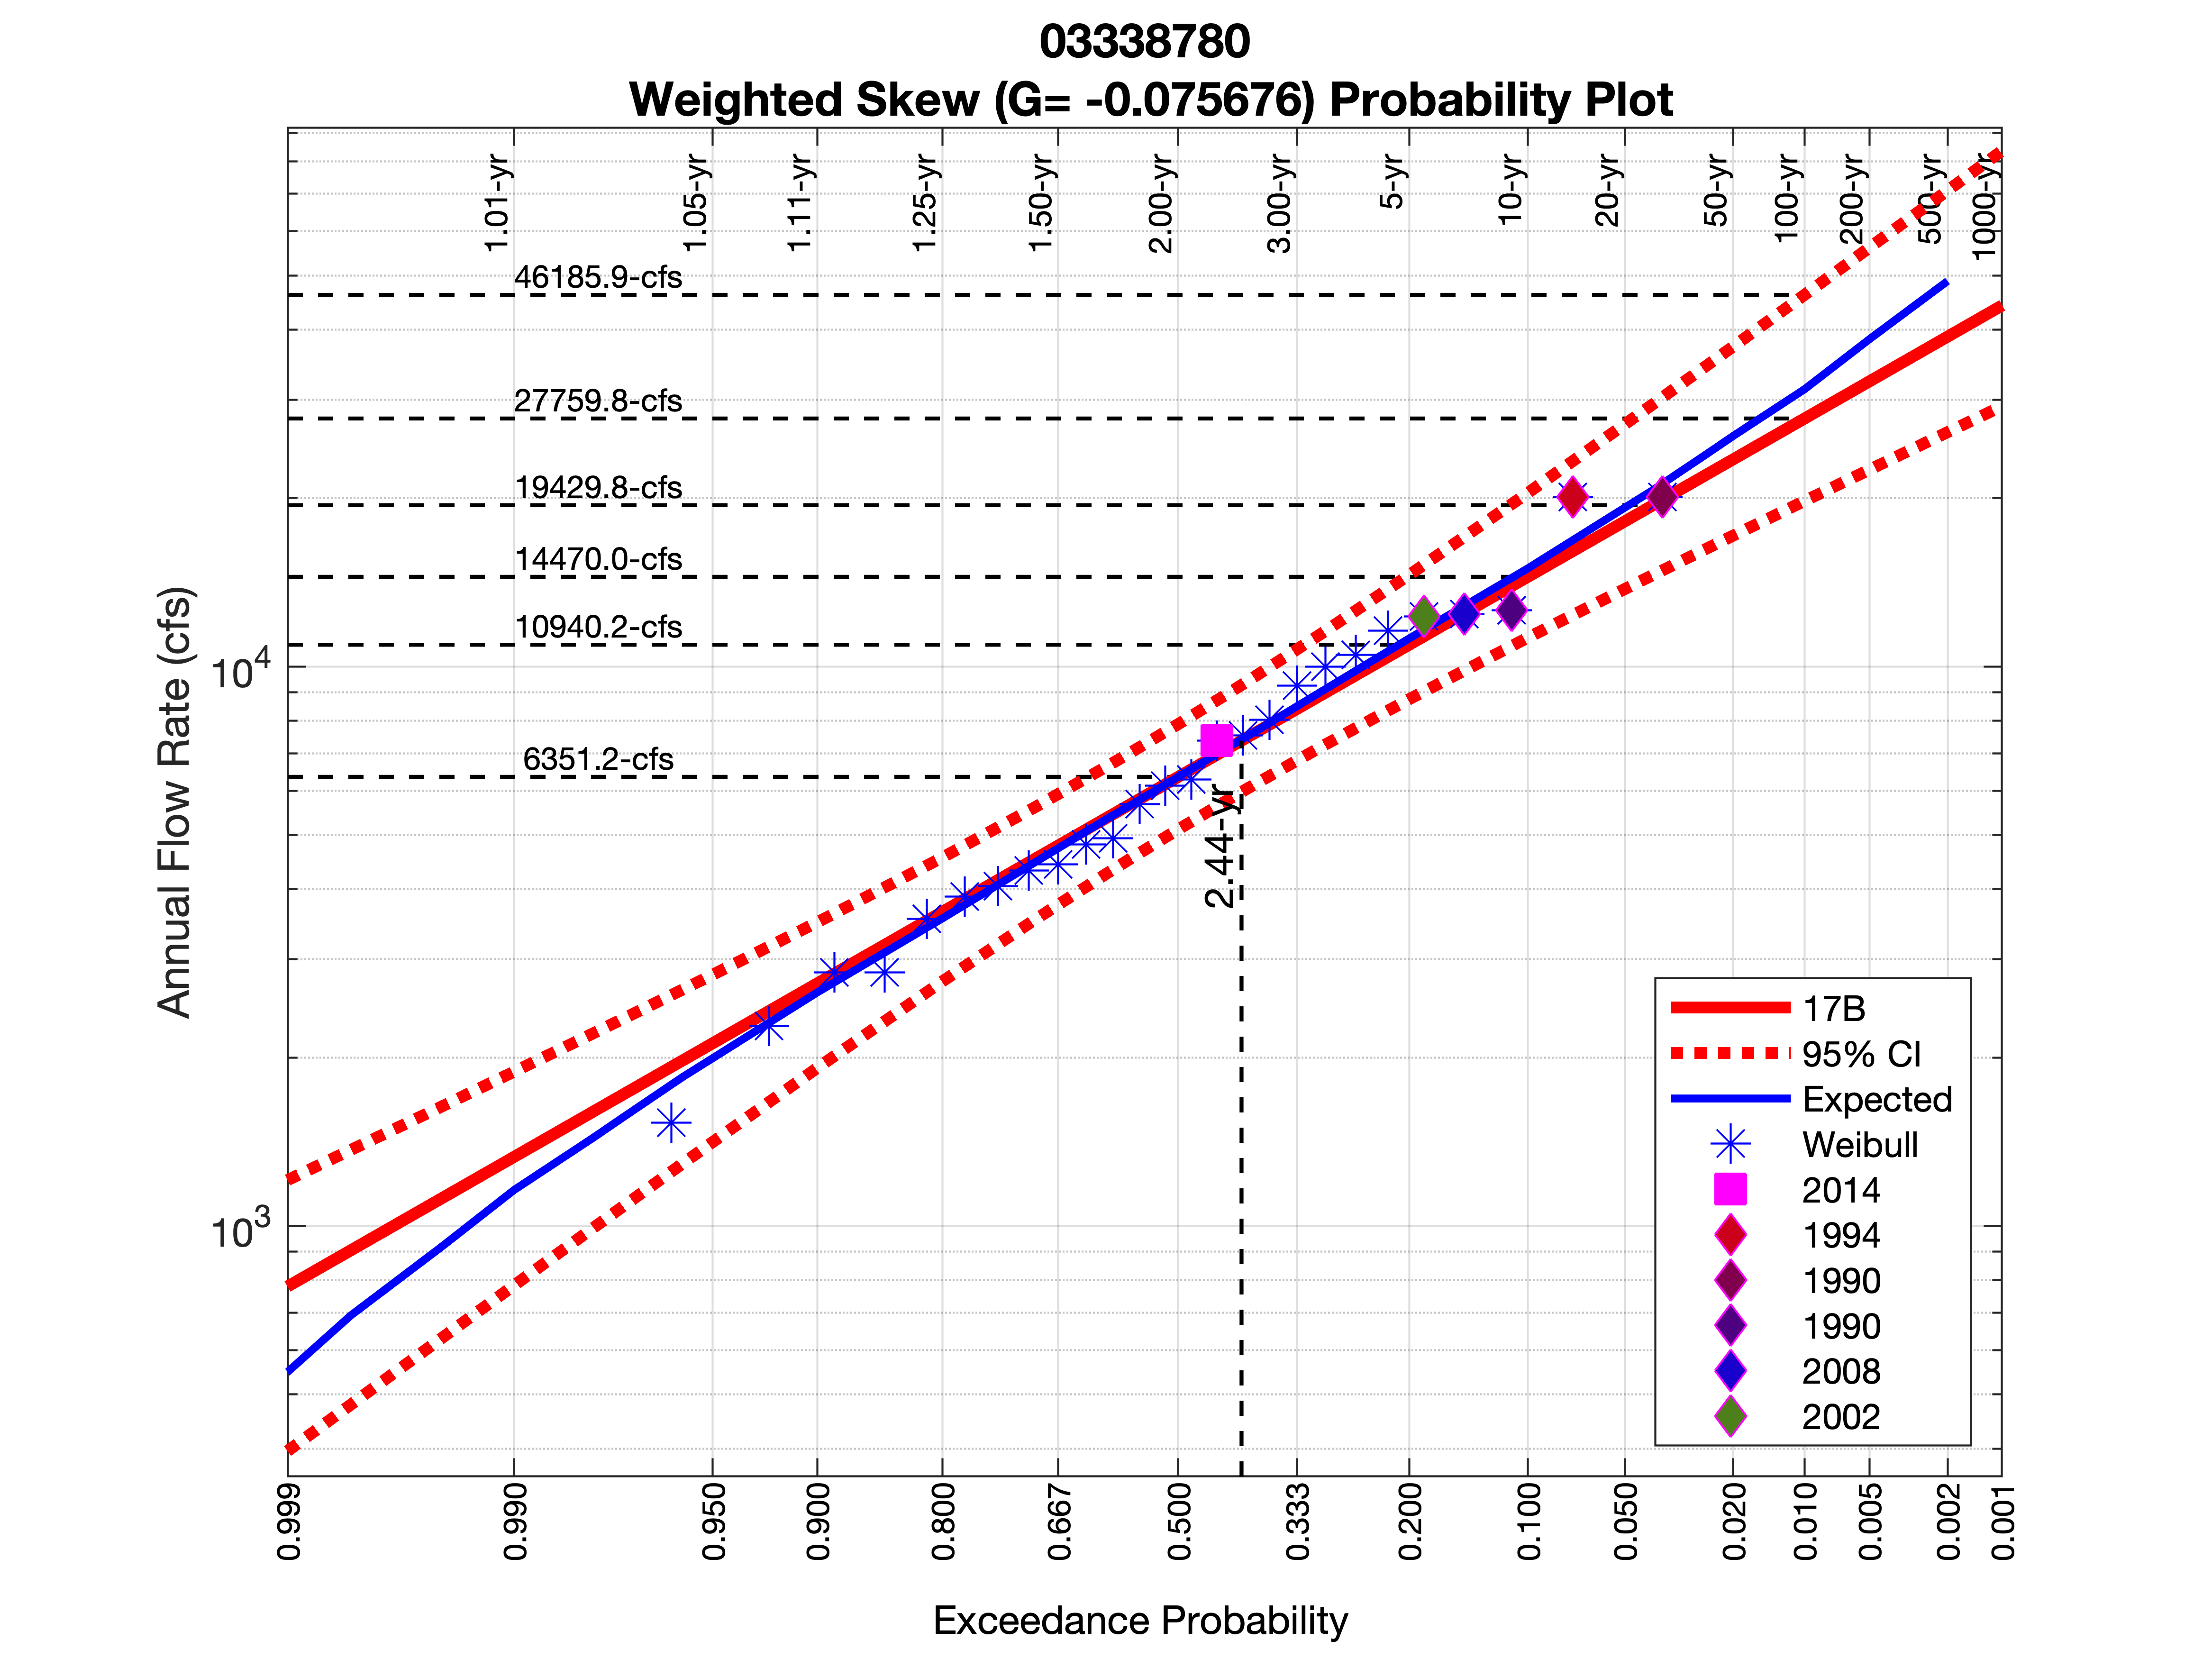 03338780
Weighted Skew (G= -0.075676) Probability Plot
1.01-yr
1.05-yr
1.11-yr
1.25-yr
1.50-yr
2.00-yr
3.00-yr
5-yr
10-yr
20-yr
50-yr
100-yr
200-yr
500-yr
1000-yr
46185.9-cfs
27759.8-cfs
19429.8-cfs
14470.0-cfs
10940.2-cfs
6351.2-cfs
2.44-yr
Annual Flow Rate (cfs)
10⁴
10³
17B
95% CI
Expected
Weibull
2014
1994
1990
1990
2008
2002
0.999
0.990
0.950
0.900
0.800
0.667
0.500
0.333
0.200
0.100
0.050
0.020
0.010
0.005
0.002
0.001
Exceedance Probability